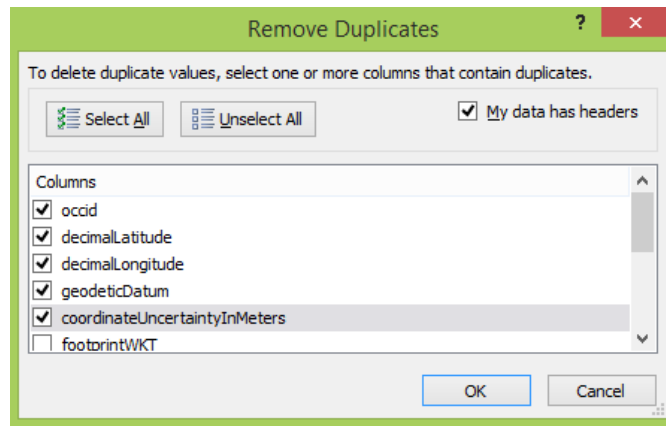 Remove Duplicates
?
To delete duplicate values, select one or more columns that contain duplicates.
Select All
Unselect All
My data has headers
Columns
occid
decimalLatitude
decimalLongitude
geodeticDatum
coordinateUncertaintyInMeters
footprintWKT
OK
Cancel